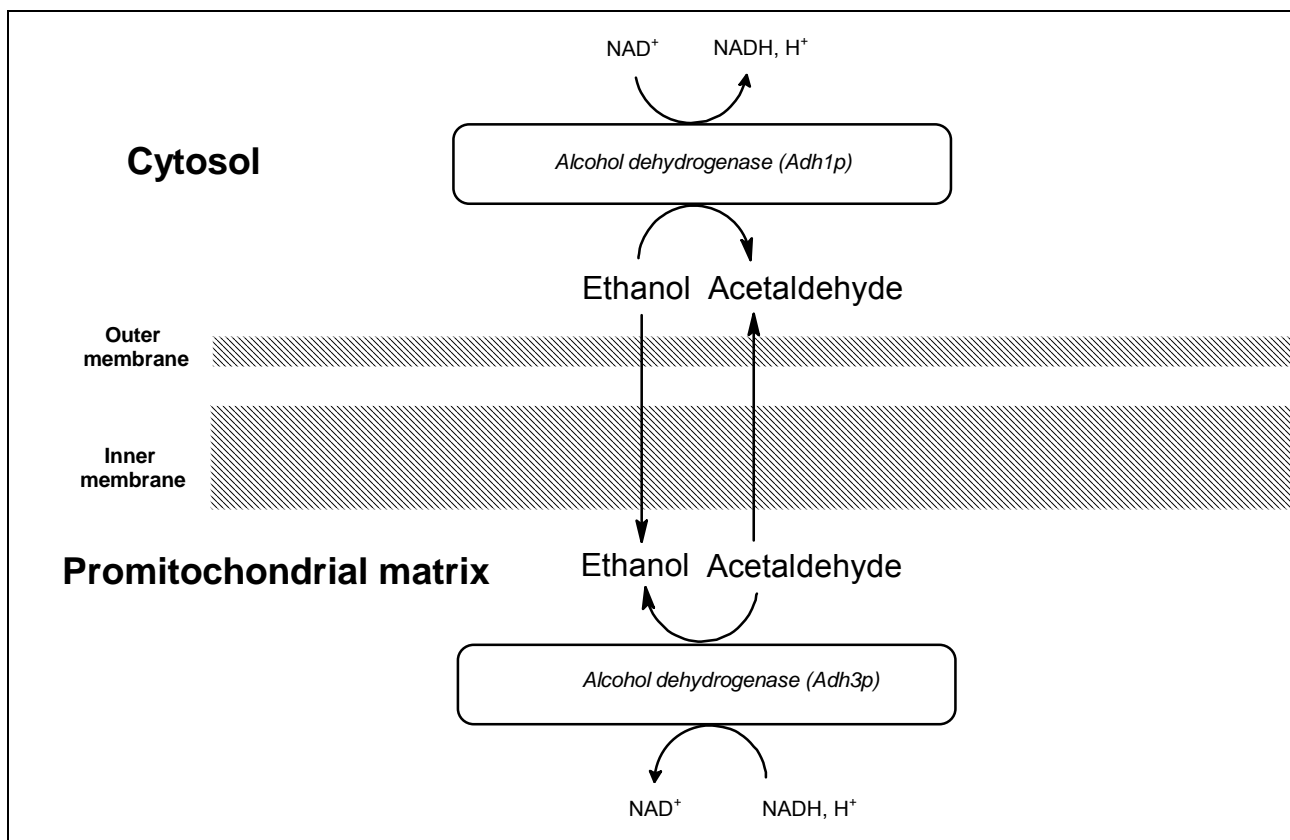 NAD⁺ NADH, H⁺
Alcohol dehydrogenase (Adh1p)
Cytosol
Ethanol Acetaldehyde
Outer
membrane
Inner
membrane
Promitochondrial matrix
Ethanol Acetaldehyde
Alcohol dehydrogenase (Adh3p)
NAD⁺ NADH, H⁺